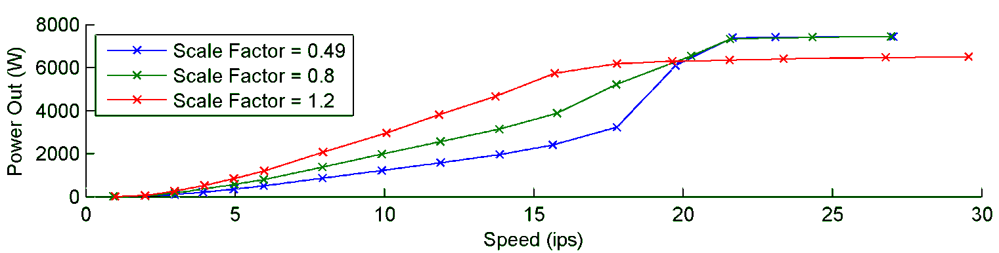 8000
6000
4000
2000
0
Power Out (W)
Scale Factor = 0.49
Scale Factor = 0.8
Scale Factor = 1.2
0 5 10 15 20 25 30
Speed (ips)